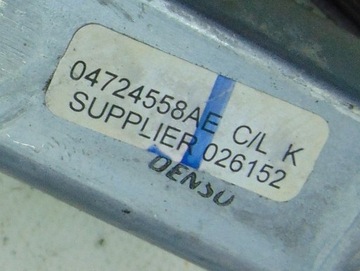 04724558AE C/L K
SUPPLIER 026152
DENSO